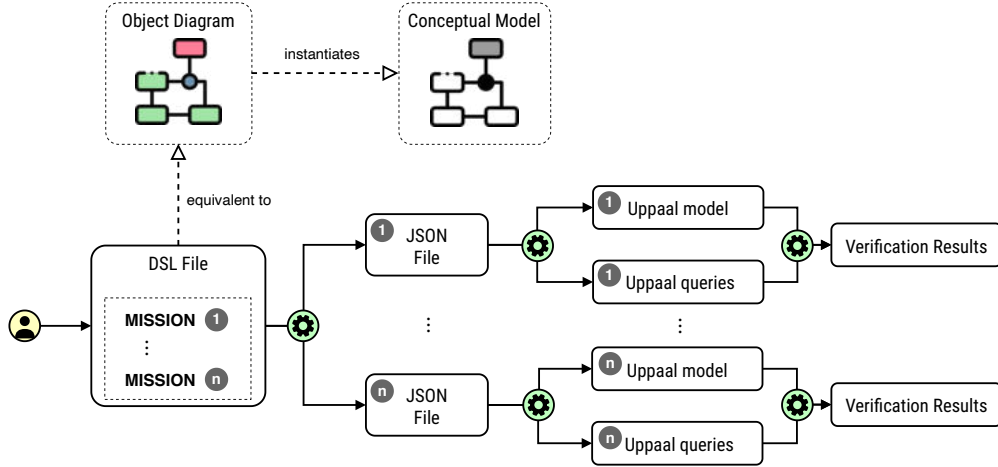 Object Diagram
Conceptual Model
instantiates
equivalent to
DSL File
MISSION 1
⋮
MISSION n
1 JSON
File
⋮
n JSON
File
1 Uppaal model
1 Uppaal queries
⋮
n Uppaal model
n Uppaal queries
Verification Results
Verification Results